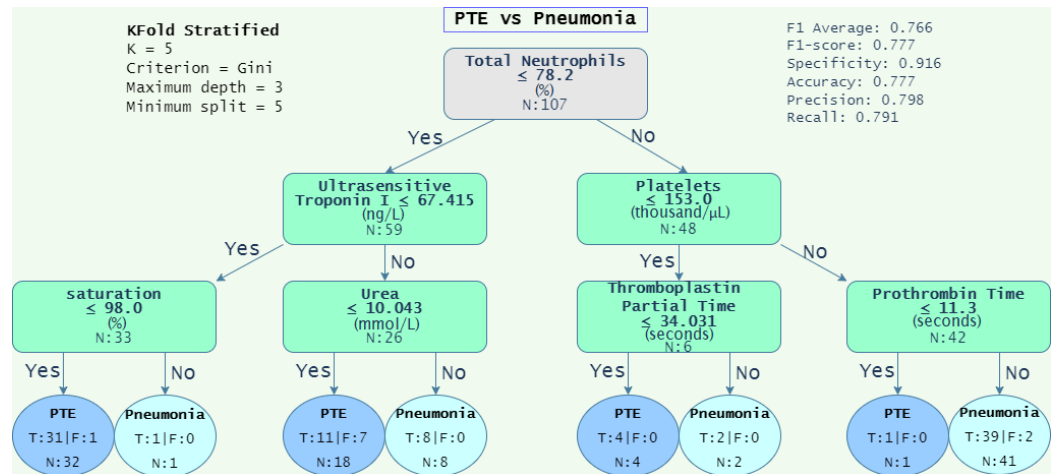 PTE vs Pneumonia
KFold Stratified
K = 5
Criterion = Gini
Maximum depth = 3
Minimum split = 5
F1 Average: 0.766
F1-score: 0.777
Specificity: 0.916
Accuracy: 0.777
Precision: 0.798
Recall: 0.791
Total Neutrophils
≤ 78.2
(%)
N:107
Yes
No
Ultrasensitive
Troponin I ≤ 67.415
(ng/L)
N:59
Platelets
≤ 153.0
(thousand/µL)
N:48
Yes
No
Yes
No
saturation
≤ 98.0
(%)
N:33
Urea
≤ 10.043
(mmol/L)
N:26
Thromboplastin
Partial Time
≤ 34.031
(seconds)
N:6
Prothrombin Time
≤ 11.3
(seconds)
N:42
Yes
No
Yes
No
Yes
No
Yes
No
PTE
T:31|F:1
N:32
Pneumonia
T:1|F:0
N:1
PTE
T:11|F:7
N:18
Pneumonia
T:8|F:0
N:8
PTE
T:4|F:0
N:4
Pneumonia
T:2|F:0
N:2
PTE
T:1|F:0
N:1
Pneumonia
T:39|F:2
N:41